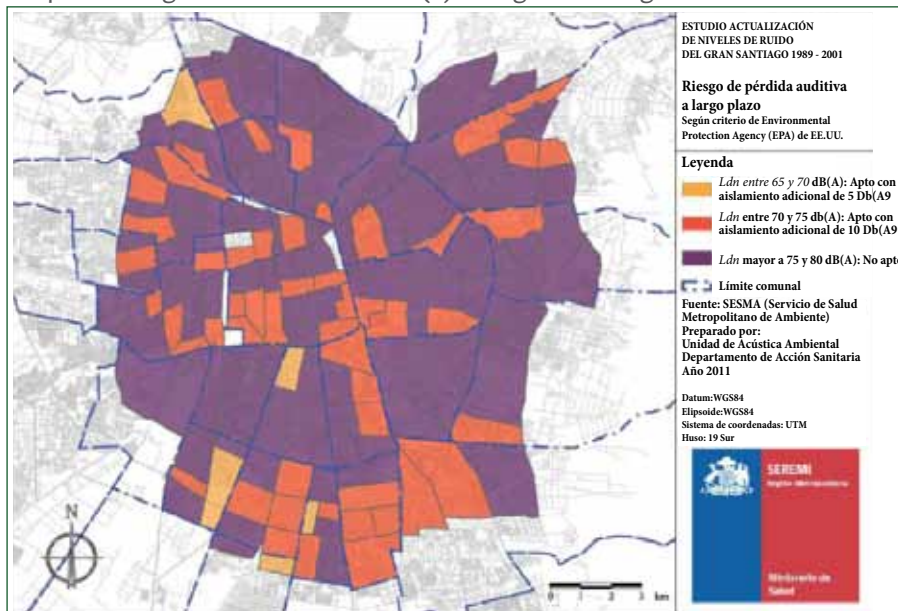 ESTUDIO ACTUALIZACIÓN
DE NIVELES DE RUIDO
DEL GRAN SANTIAGO 1989 - 2001
Riesgo de pérdida auditiva
a largo plazo
Según criterio de Environmental
Protection Agency (EPA) de EE.UU.
Leyenda
Ldn entre 65 y 70 dB(A): Apto con
aislamiento adicional de 5 Db(A9
Ldn entre 70 y 75 db(A): Apto con
aislamiento adicional de 10 Db(A9
Ldn mayor a 75 y 80 dB(A): No apto
Límite comunal
Fuente: SESMA (Servicio de Salud
Metropolitano de Ambiente)
Preparado por:
Unidad de Acústica Ambiental
Departamento de Acción Sanitaria
Año 2011
Datum:WGS84
Elipsoide:WGS84
Sistema de coordenadas: UTM
Huso: 19 Sur
SEREMI
Ministerio de
Salud
N
0 1 2 3
km